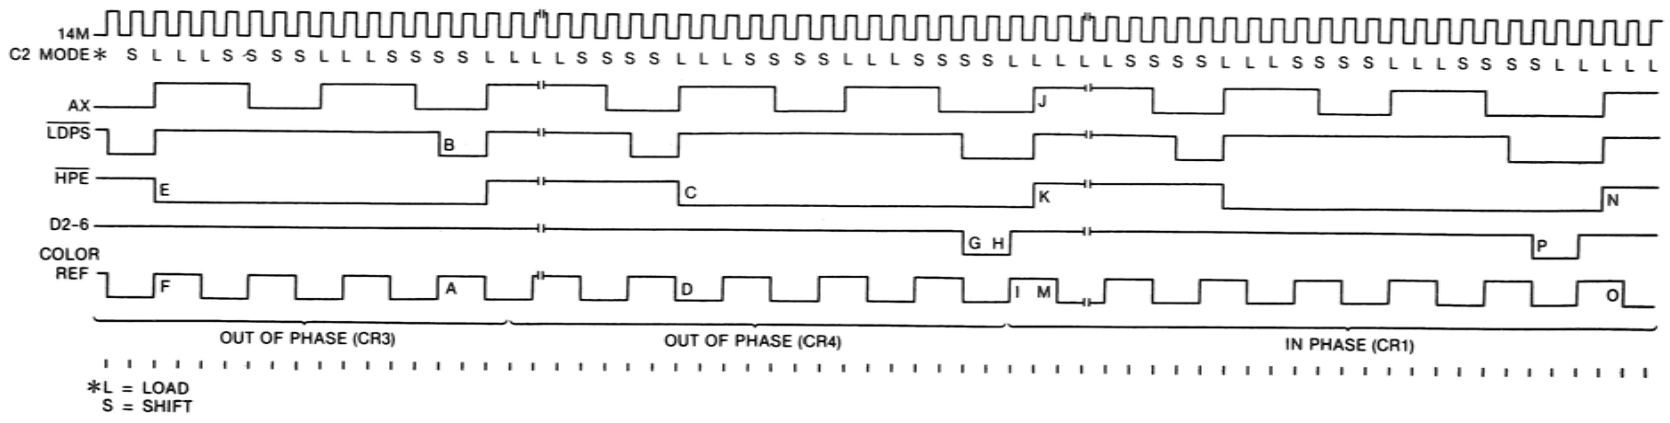 14M
C2 MODE * S L L L S S S S L L L S S S S L L L L S S S S L L L S S S S L L L S S S S L L L L L S S S S L L L S S S S L L L S S S S L L L L L
AX J
LDPS B
HPE E C K N
D2-6 G H P
COLOR
REF F A D I M O
OUT OF PHASE (CR3) OUT OF PHASE (CR4) IN PHASE (CR1)
*L = LOAD
S = SHIFT